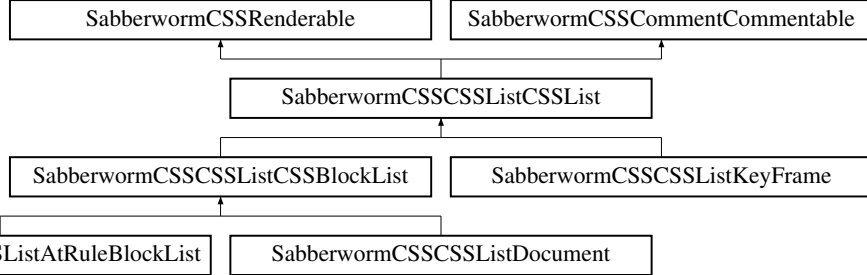 SabberwormCSSRenderable
SabberwormCSSCommentCommentable
SabberwormCSSCSSListCSSList
SabberwormCSSCSSListCSSBlockList
SabberwormCSSCSSListKeyFrame
SListAtRuleBlockList
SabberwormCSSCSSListDocument